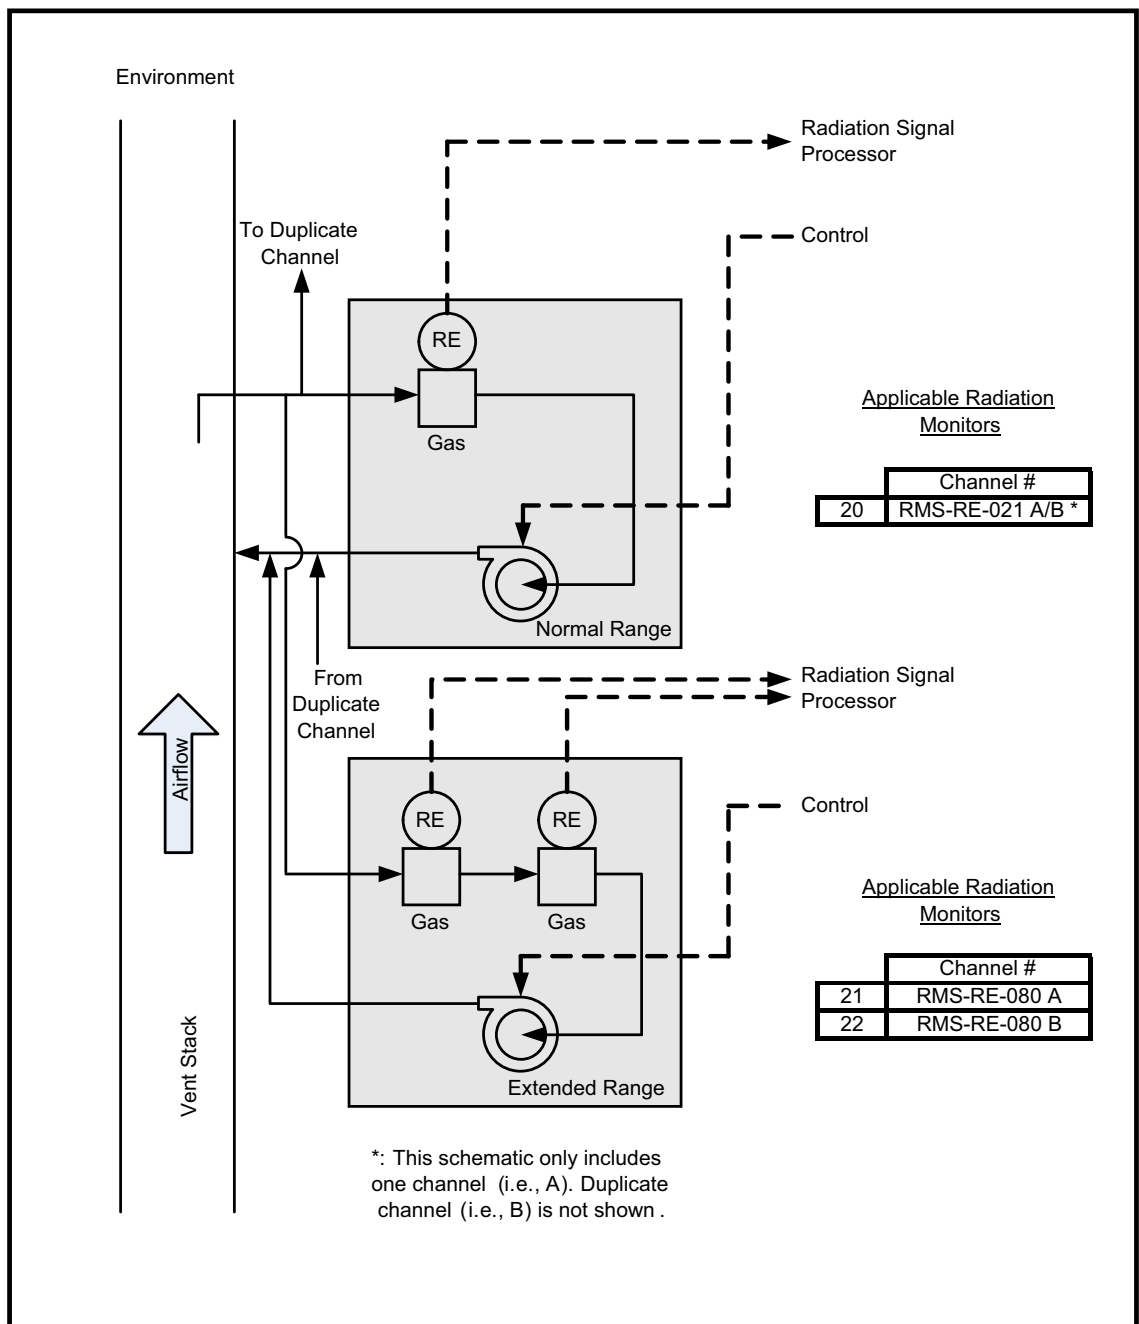 Environment
Radiation Signal
Processor
To Duplicate
Channel
Control
RE
Gas
Applicable Radiation
Monitors
Channel #
20 RMS-RE-021 A/B *
Normal Range
From
Duplicate
Channel
Radiation Signal
Processor
Airflow
RE RE
Control
Gas Gas
Applicable Radiation
Monitors
Channel #
21 RMS-RE-080 A
22 RMS-RE-080 B
Vent Stack
Extended Range
*: This schematic only includes
one channel (i.e., A). Duplicate
channel (i.e., B) is not shown .